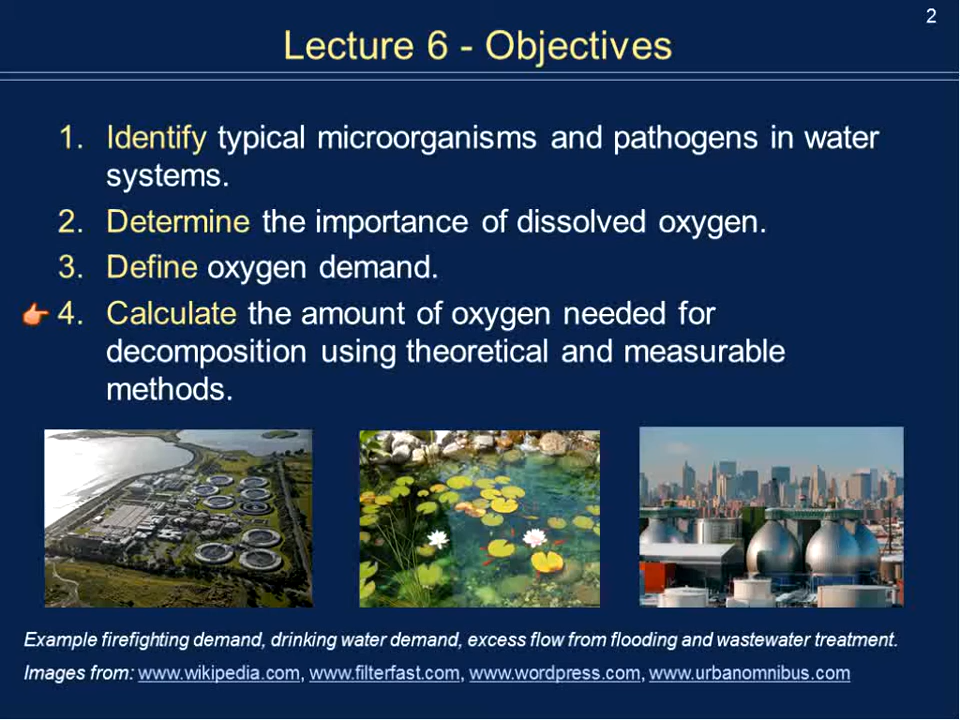 2
Lecture 6 - Objectives
1. Identify typical microorganisms and pathogens in water
systems.
2. Determine the importance of dissolved oxygen.
3. Define oxygen demand.
4. Calculate the amount of oxygen needed for
decomposition using theoretical and measurable
methods.
Example firefighting demand, drinking water demand, excess flow from flooding and wastewater treatment.
Images from: www.wikipedia.com, www.filterfast.com, www.wordpress.com, www.urbanomnibus.com